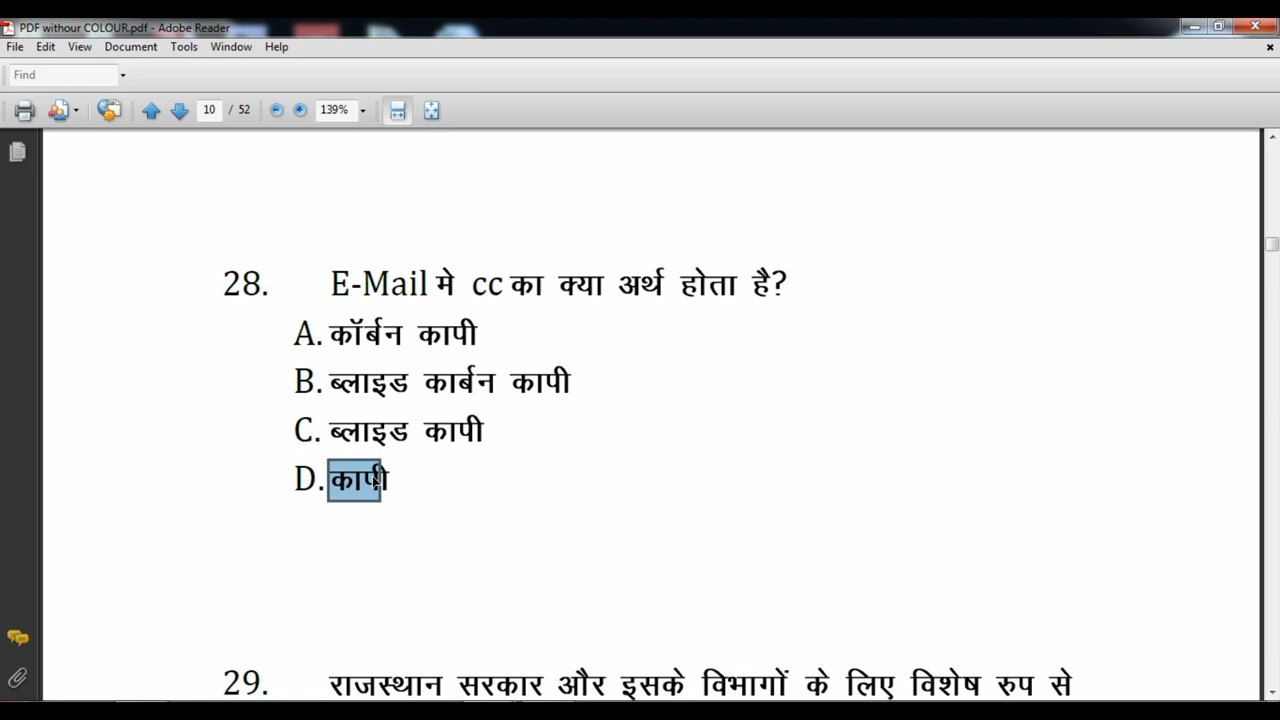 PDF withour COLOUR.pdf - Adobe Reader
File Edit View Document Tools Window Help
Find
10 / 52 139%
28. E-Mail मे cc का क्या अर्थ होता है?
A. कॉर्बन कापी
B. ब्लाइड कार्बन कापी
C. ब्लाइड कापी
D. कापी
29. राजस्थान सरकार और इसके विभागों के लिए विशेष रुप से